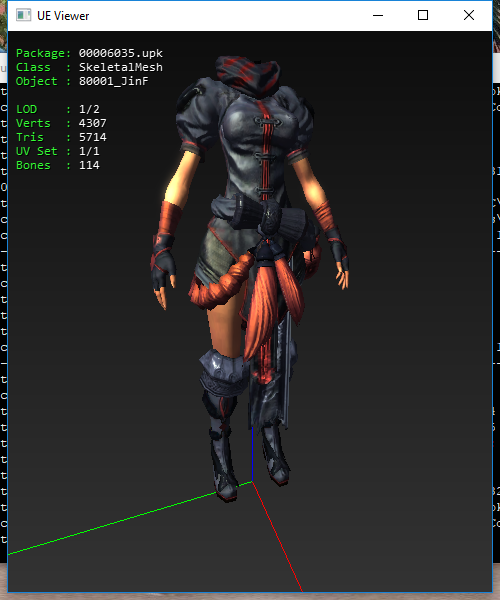 UE Viewer
Package: 00006035.upk
Class : SkeletalMesh
Object : 80001_JinF
LOD : 1/2
Verts : 4307
Tris : 5714
UV Set : 1/1
Bones : 114